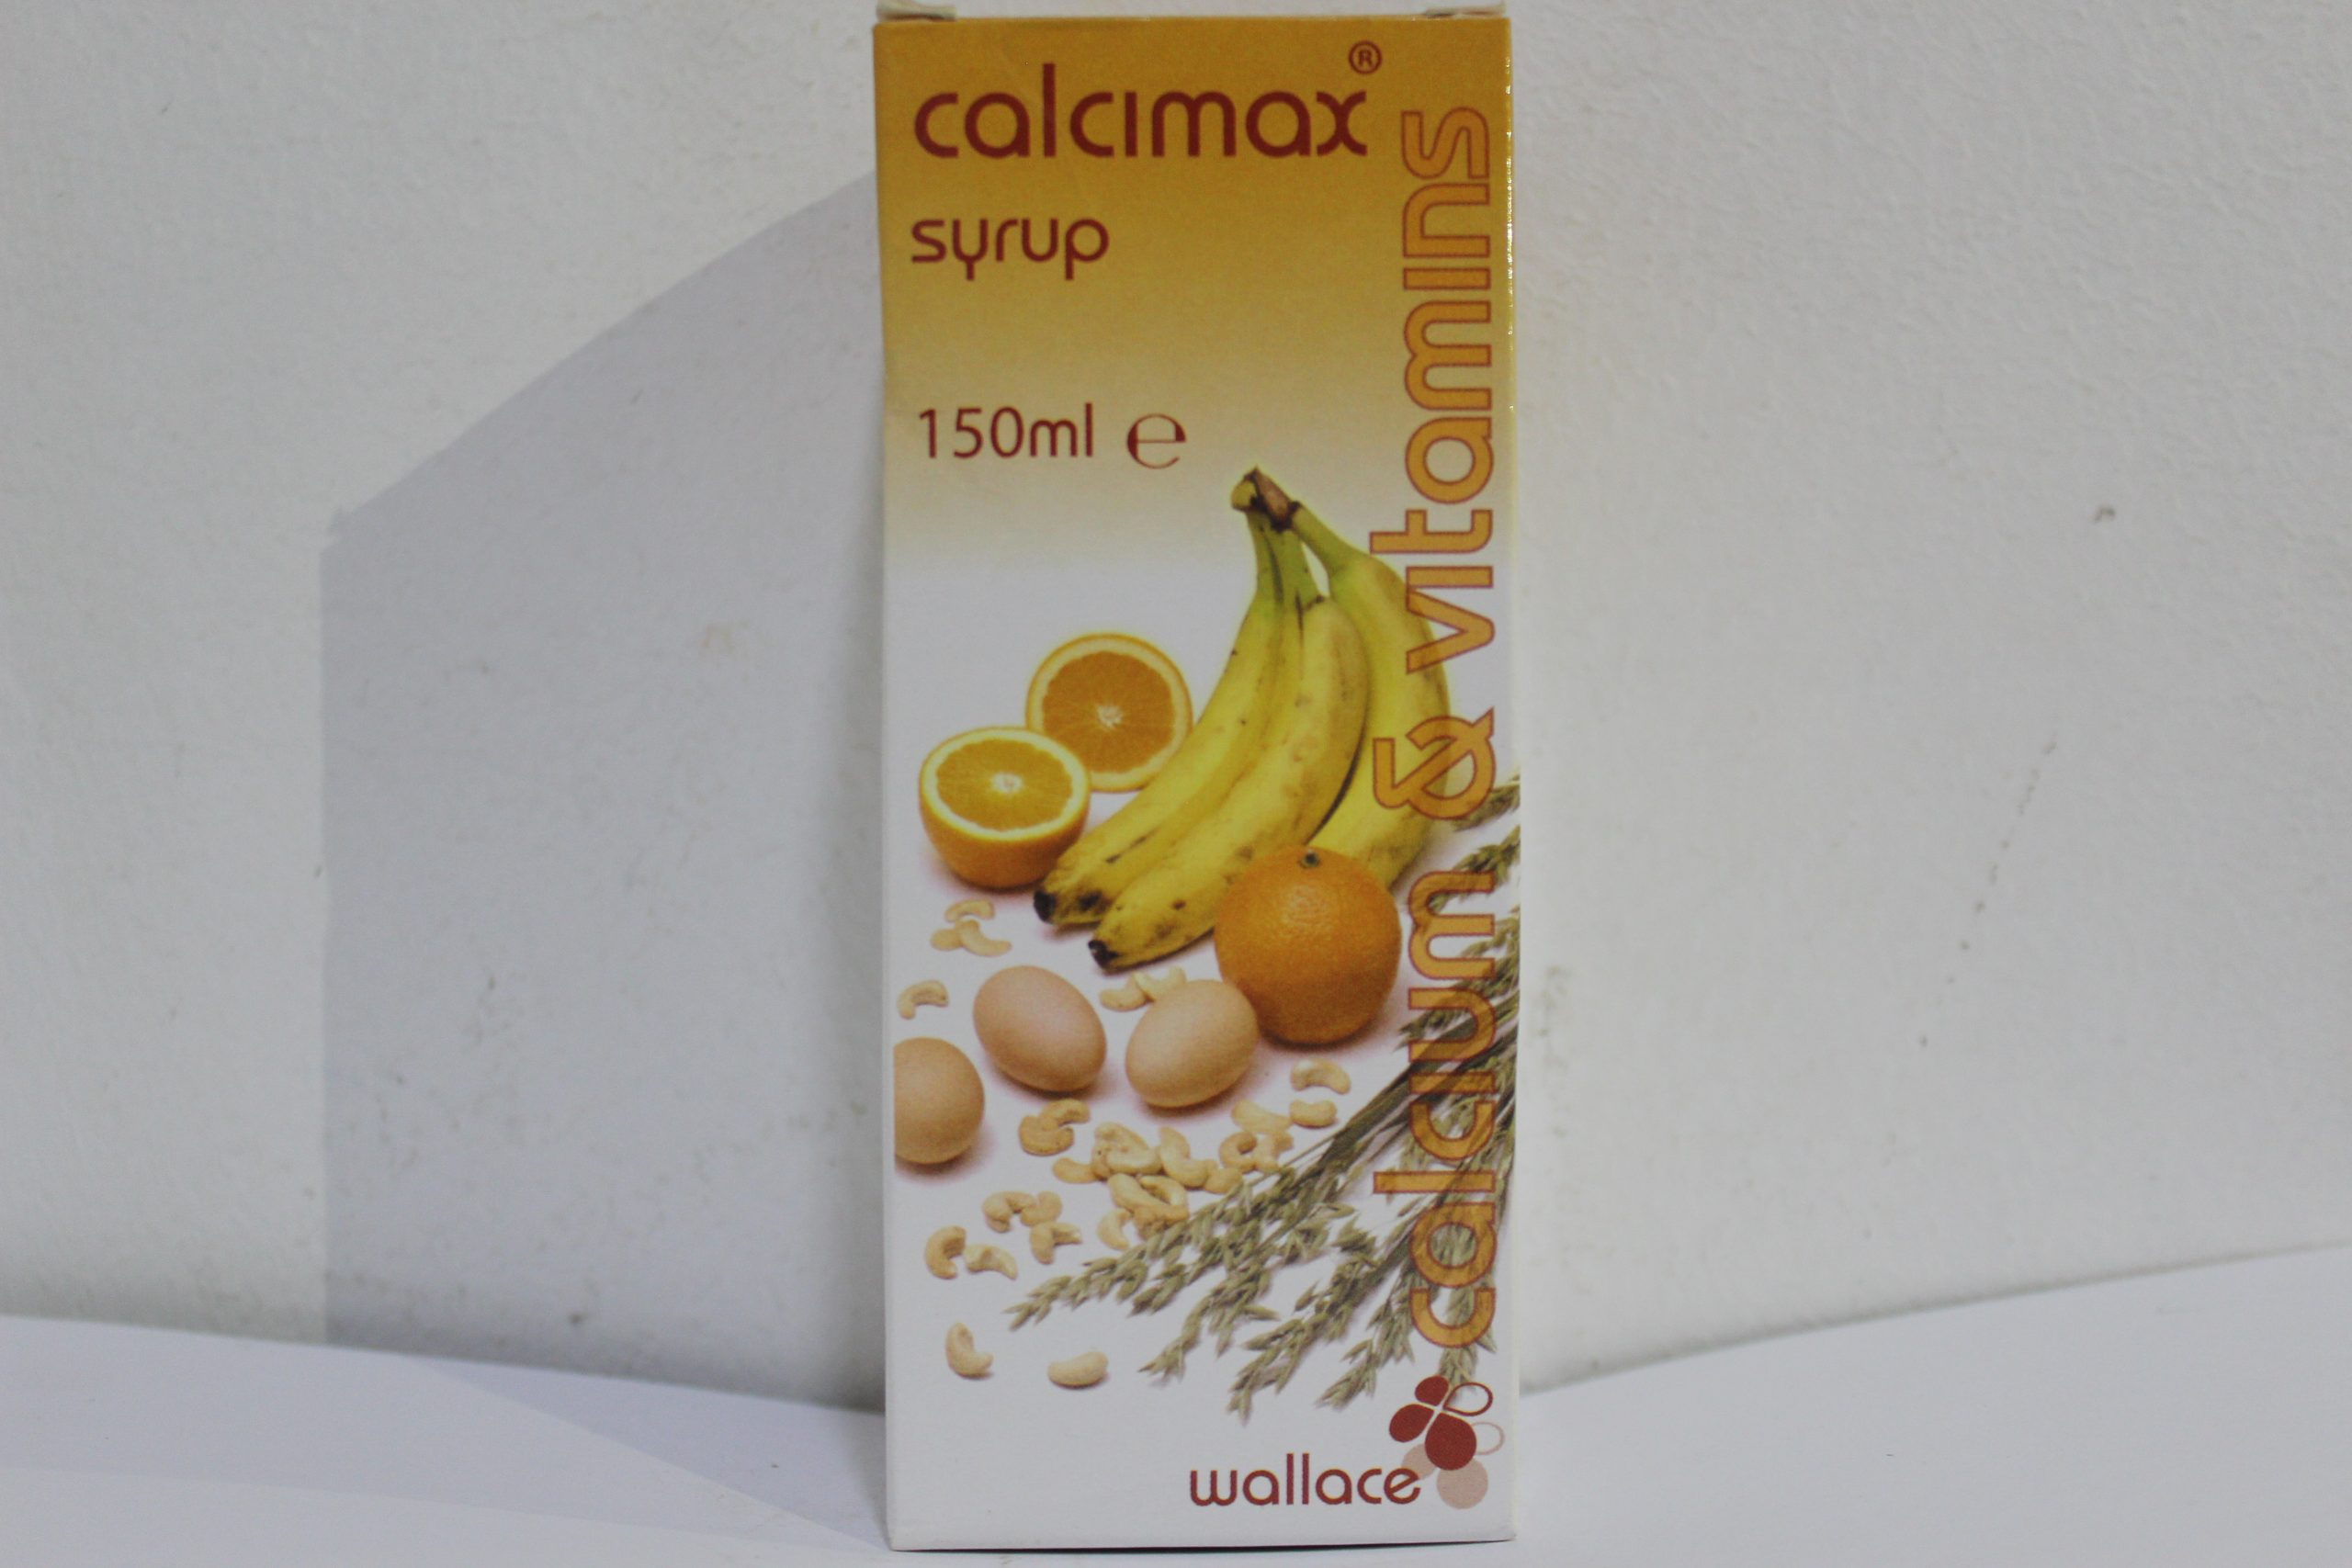 calcimax®
syrup
150ml ℮
calcium & vitamins
wallace